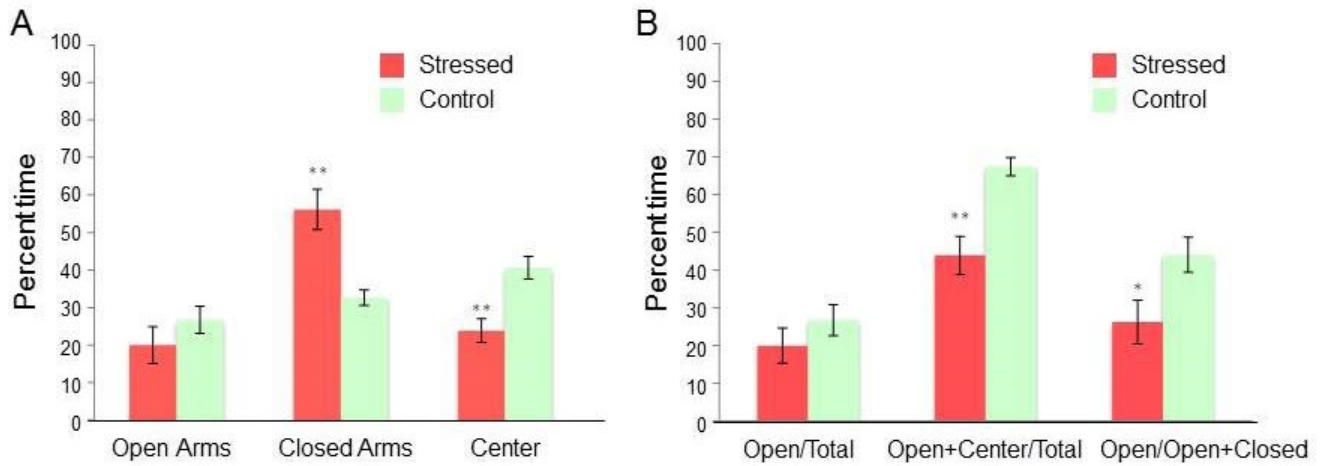 A
100
90
80
70
60
50
40
30
20
10
0
Percent time
Stressed
Control
**
**
Open Arms
Closed Arms
Center
B
100
90
80
70
60
50
40
30
20
10
0
Percent time
Stressed
Control
**
*
Open/Total
Open+Center/Total
Open/Open+Closed